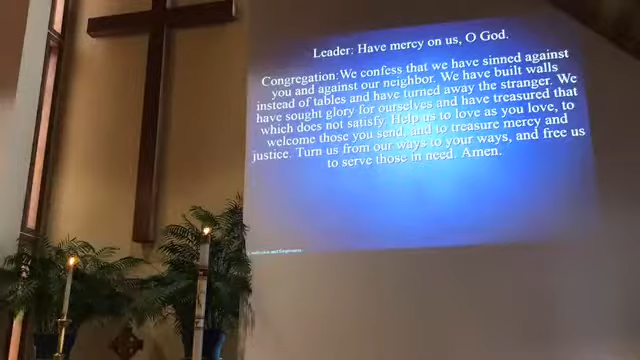 Leader: Have mercy on us, O God.
Congregation: We confess that we have sinned against
you and against our neighbor. We have built walls
instead of tables and have turned away the stranger. We
have sought glory for ourselves and have treasured that
which does not satisfy. Help us to love as you love, to
welcome those you send, and to treasure mercy and
justice. Turn us from our ways to your ways, and free us
to serve those in need. Amen.